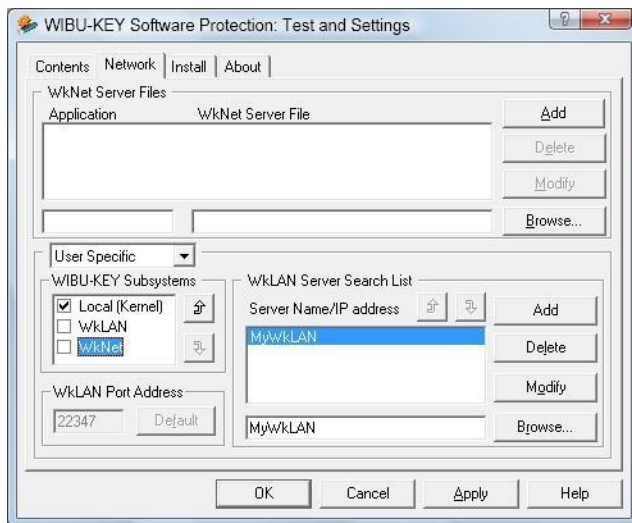 WIBU-KEY Software Protection: Test and Settings
Contents Network Install About
WkNet Server Files
Application WkNet Server File
Add
Delete
Modify
Browse...
User Specific
WIBU-KEY Subsystems
Local (Kernel)
WkLAN
WkNet
WkLAN Port Address
22347 Default
WkLAN Server Search List
Server Name/IP address
MyWkLAN
MyWkLAN
Add
Delete
Modify
Browse...
OK Cancel Apply Help